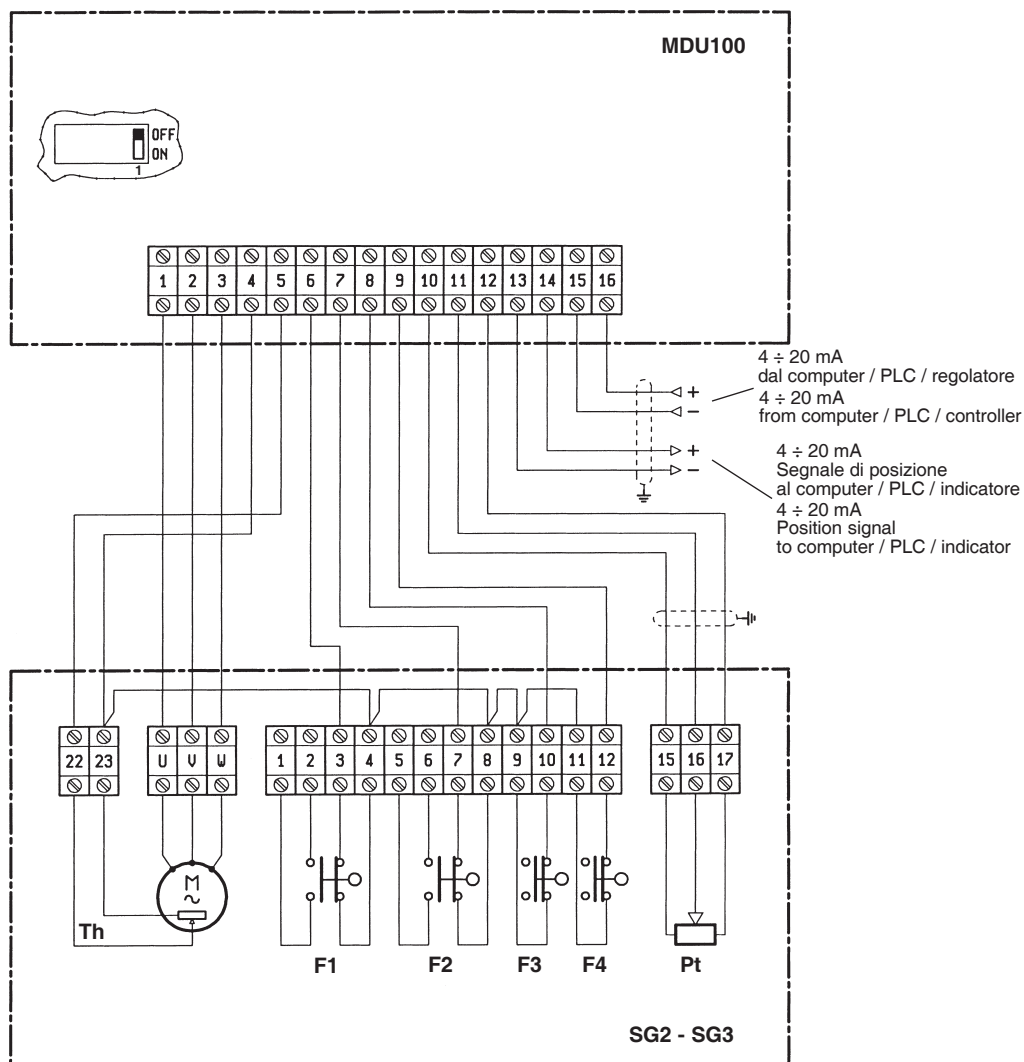 MDU100
OFF
ON
1
1 2 3 4 5 6 7 8 9 10 11 12 13 14 15 16
4 ÷ 20 mA
dal computer / PLC / regolatore
4 ÷ 20 mA
from computer / PLC / controller
+
−
+
−
4 ÷ 20 mA
Segnale di posizione
al computer / PLC / indicatore
4 ÷ 20 mA
Position signal
to computer / PLC / indicator
22 23 U V W 1 2 3 4 5 6 7 8 9 10 11 12 15 16 17
M
~
Th
F1 F2 F3 F4 Pt
SG2 - SG3